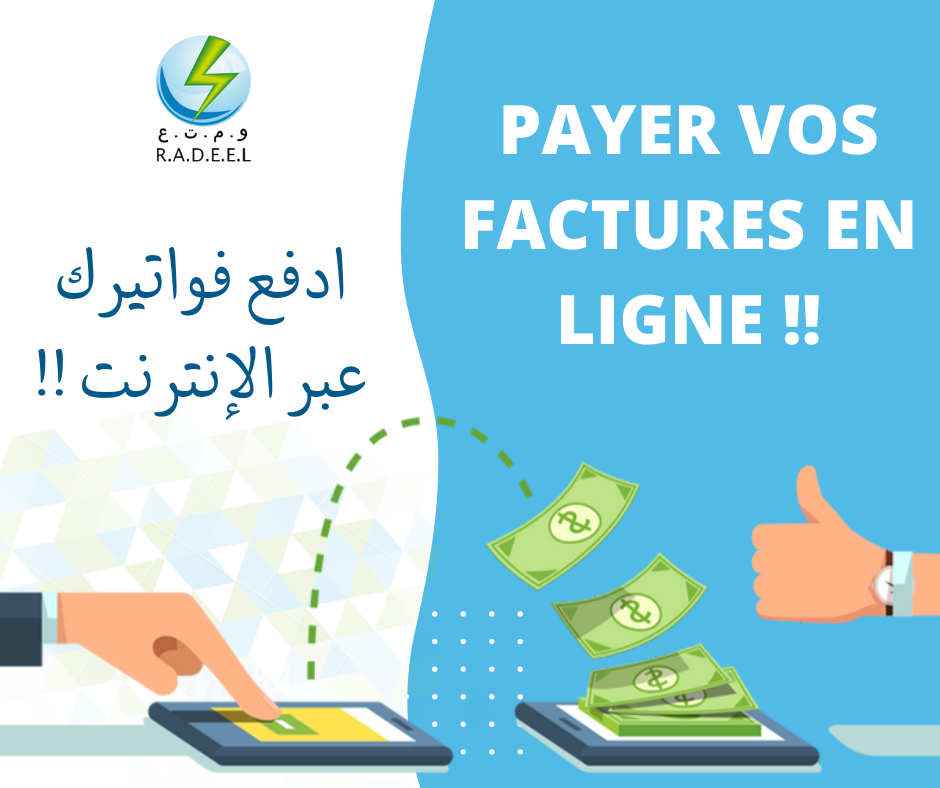 و . م . ت . ع
R.A.D.E.E.L
ادفع فواتيرك
عبر الإنترنت !!
PAYER VOS
FACTURES EN
LIGNE !!